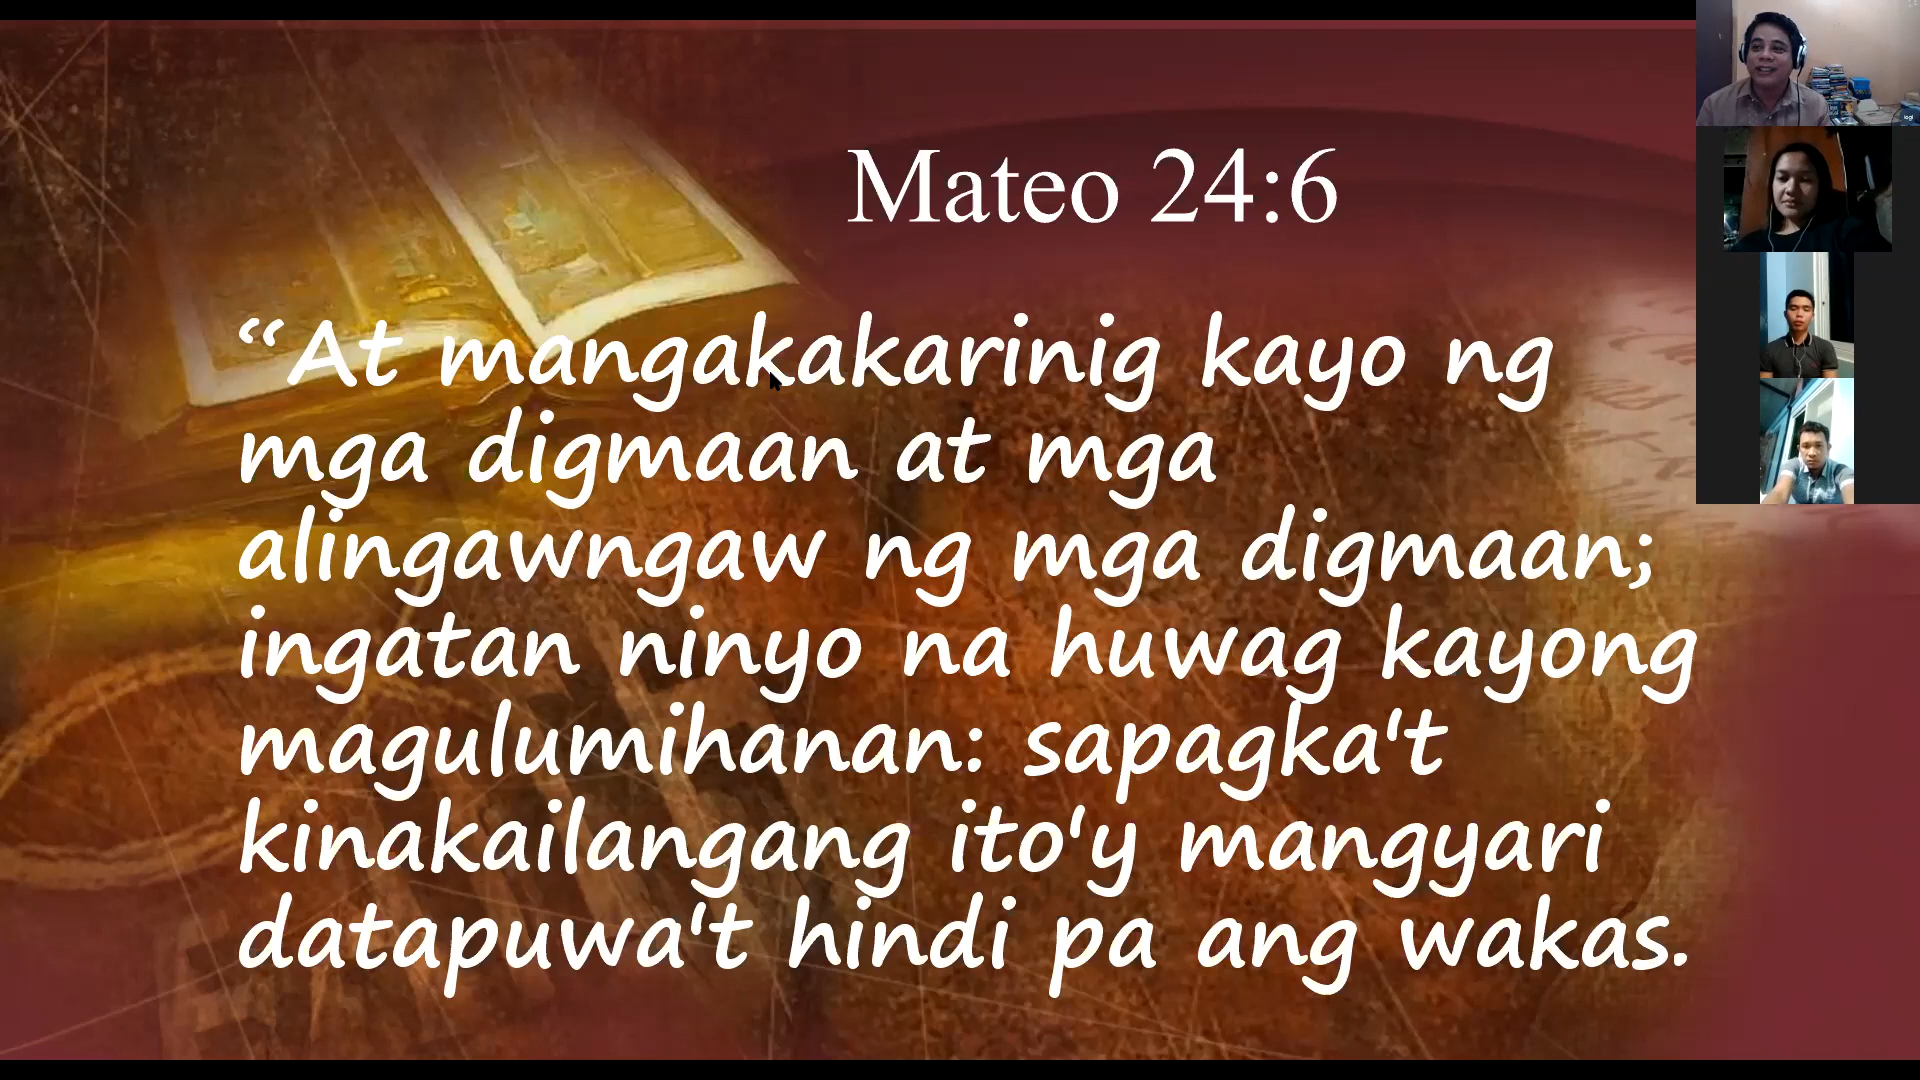 Mateo 24:6
“At mangakakarinig kayo ng
mga digmaan at mga
alingawngaw ng mga digmaan;
ingatan ninyo na huwag kayong
magulumihanan: sapagka't
kinakailangang ito'y mangyari
datapuwa't hindi pa ang wakas.
logi